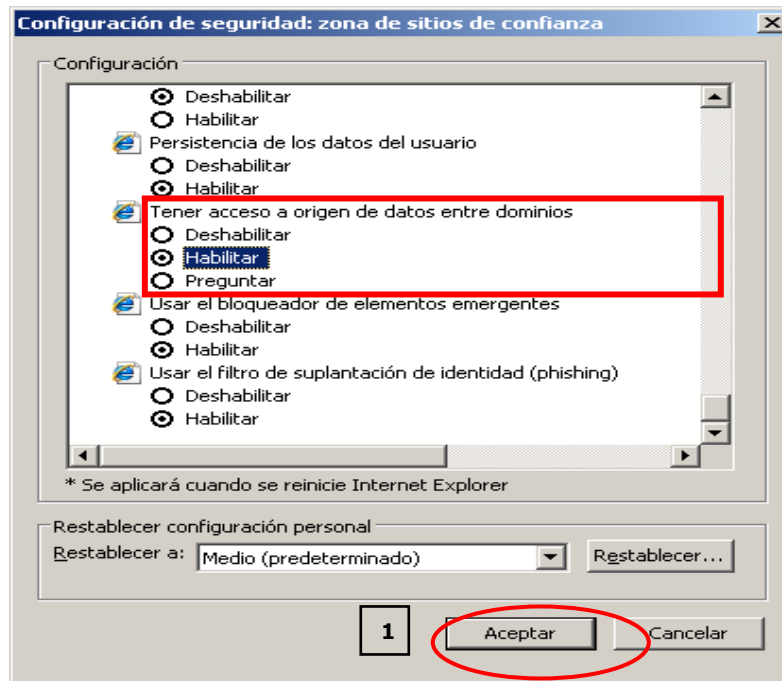 Configuración de seguridad: zona de sitios de confianza
Configuración
Deshabilitar
Habilitar
Persistencia de los datos del usuario
Deshabilitar
Habilitar
Tener acceso a origen de datos entre dominios
Deshabilitar
Habilitar
Preguntar
Usar el bloqueador de elementos emergentes
Deshabilitar
Habilitar
Usar el filtro de suplantación de identidad (phishing)
Deshabilitar
Habilitar
* Se aplicará cuando se reinicie Internet Explorer
Restablecer configuración personal
Restablecer a: Medio (predeterminado) Restablecer...
1 Aceptar Cancelar